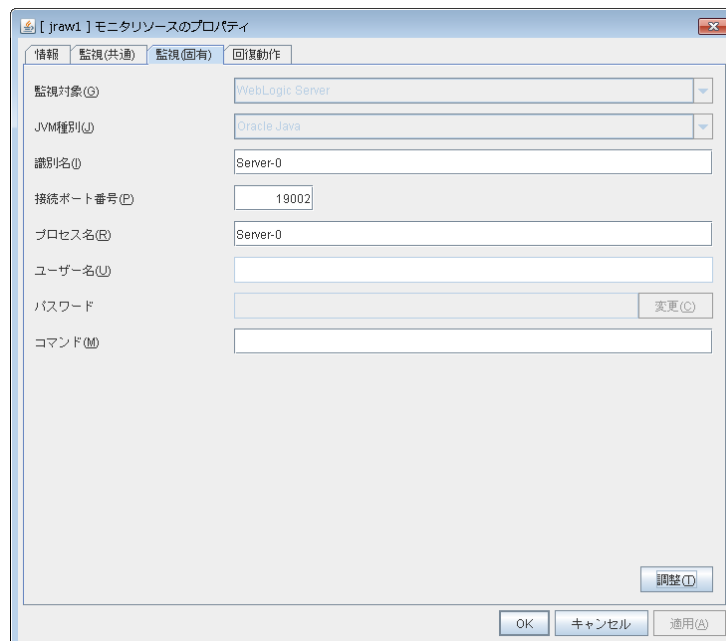 [ jraw1 ] モニタリソースのプロパティ
情報 監視(共通) 監視(固有) 回復動作
監視対象(G) WebLogic Server
JVM種別(J) Oracle Java
識別名(I) Server-0
接続ポート番号(P) 19002
プロセス名(R) Server-0
ユーザー名(U)
パスワード 変更(C)
コマンド(M)
調整(T)
OK キャンセル 適用(A)